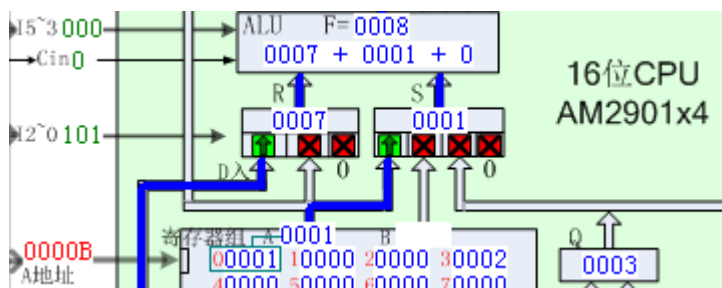 I5~3 000
ALU F=0008
Cin 0
0007 + 0001 + 0
16位CPU
AM2901x4
R
S
0007
0001
I2~0 101
D入
0
0
寄存器组 A 0001
B
Q
0000B
A地址
0 0001 1 0000 2 0000 3 0002
0003
4 0000 5 0000 6 0000 7 0000